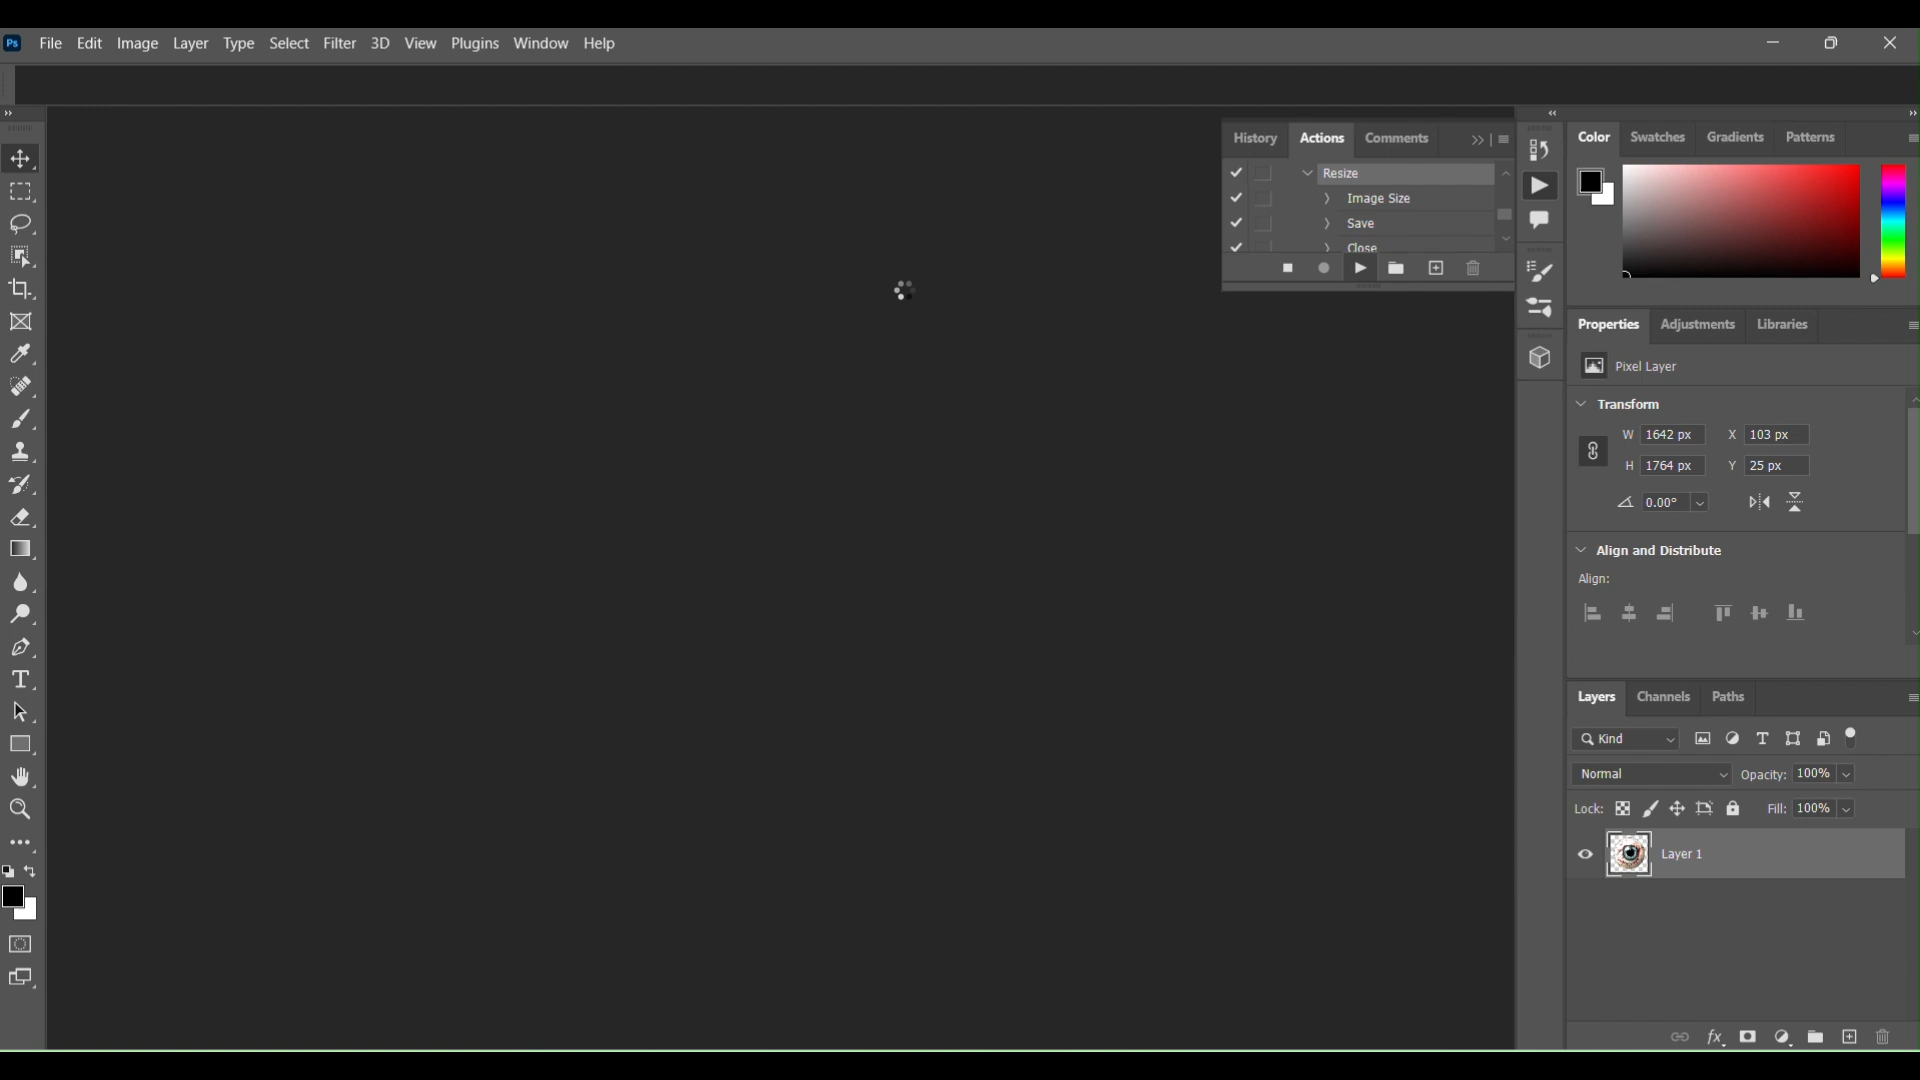 Ps File Edit Image Layer Type Select Filter 3D View Plugins Window Help
History Actions Comments
Resize
Image Size
Save
Close
Color Swatches Gradients Patterns
Properties Adjustments Libraries
Pixel Layer
Transform
W 1642 px X 103 px
H 1764 px Y 25 px
0.00°
Align and Distribute
Align:
Layers Channels Paths
Kind
Normal Opacity: 100%
Lock: Fill: 100%
Layer 1
fx